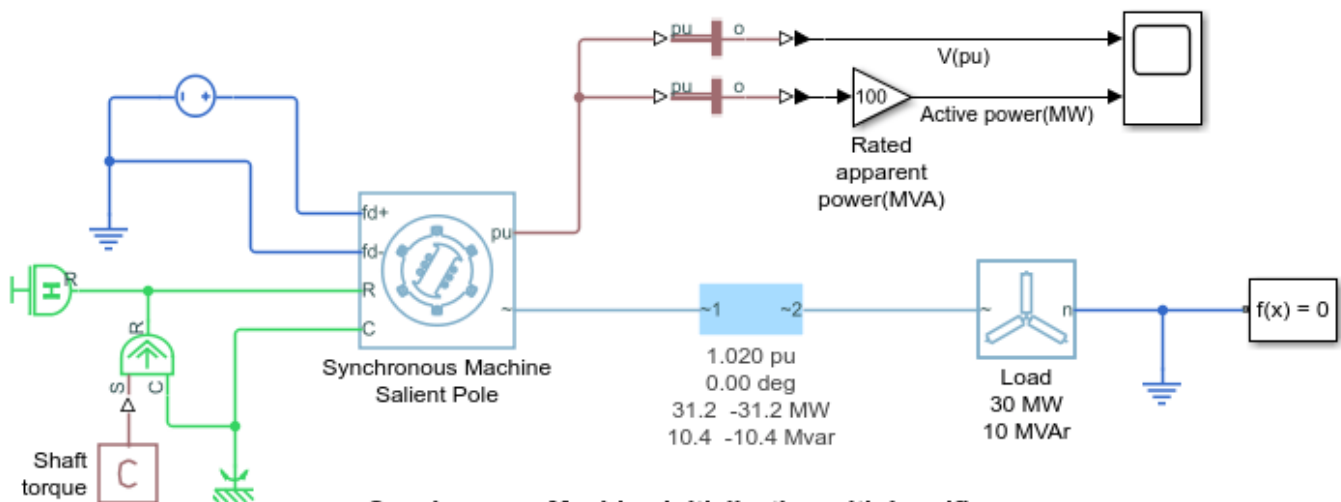 pu
o
V(pu)
pu
o
100
Active power(MW)
Rated
apparent
power(MVA)
fd+
fd-
R
C
pu
~
Synchronous Machine
Salient Pole
R
R
S
C
Shaft
torque
C
~1
~2
1.020 pu
0.00 deg
31.2 -31.2 MW
10.4 -10.4 Mvar
~
n
Load
30 MW
10 MVAr
f(x) = 0